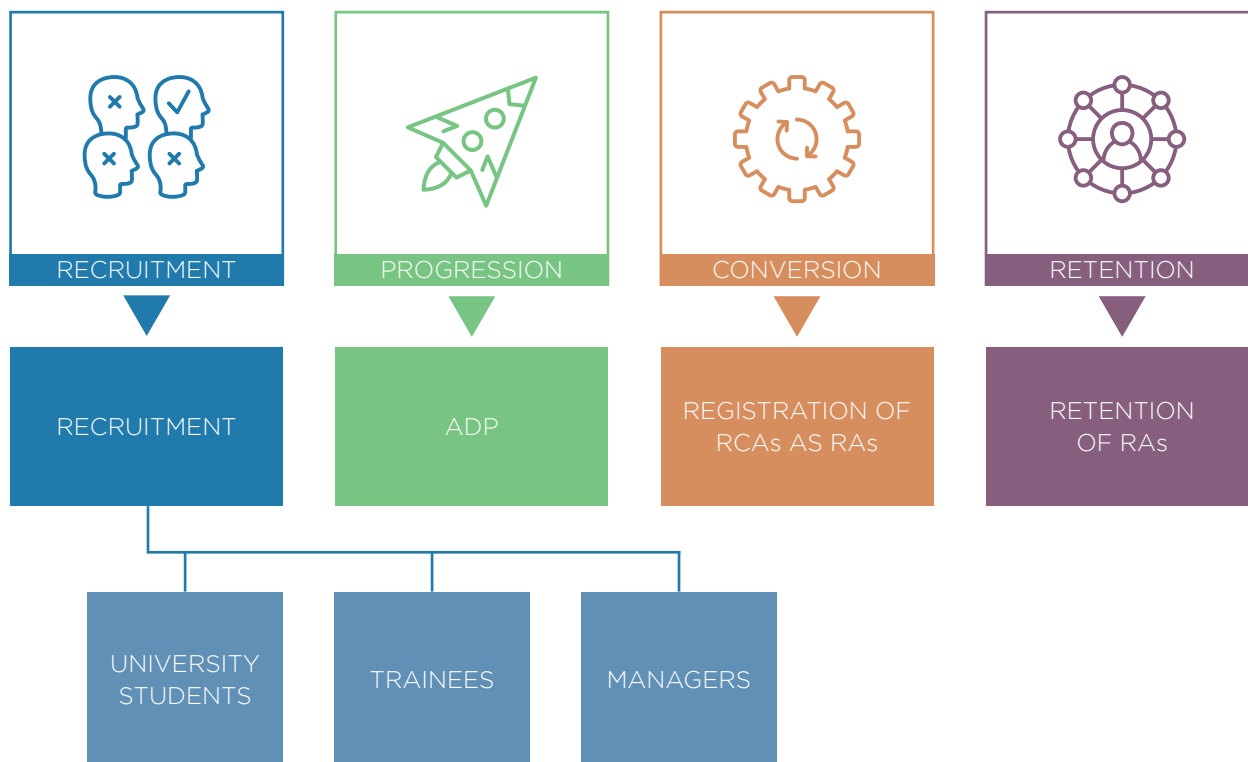 RECRUITMENT
PROGRESSION
CONVERSION
RETENTION
RECRUITMENT
ADP
REGISTRATION OF
RCAs AS RAs
RETENTION
OF RAs
UNIVERSITY
STUDENTS
TRAINEES
MANAGERS